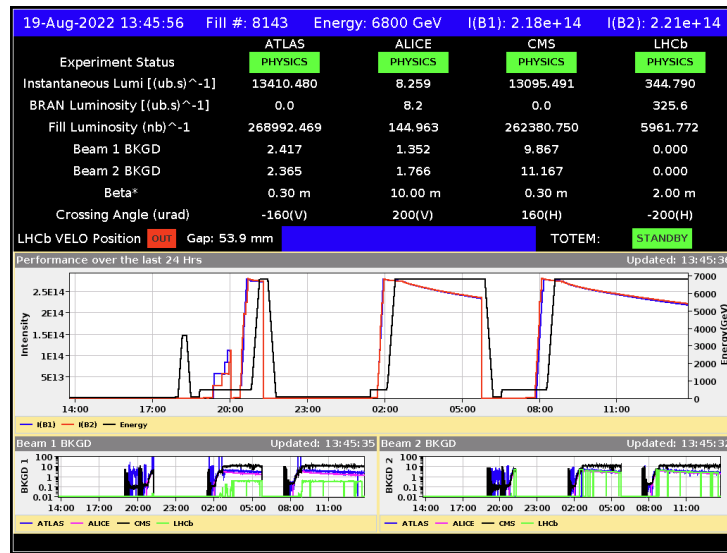 19-Aug-2022 13:45:56 Fill #: 8143 Energy: 6800 GeV I(B1): 2.18e+14 I(B2): 2.21e+14
ATLAS ALICE CMS LHCb
Experiment Status PHYSICS PHYSICS PHYSICS PHYSICS
Instantaneous Lumi [(ub.s)^-1] 13410.480 8.259 13095.491 344.790
BRAN Luminosity [(ub.s)^-1] 0.0 8.2 0.0 325.6
Fill Luminosity (nb)^-1 268992.469 144.963 262380.750 5961.772
Beam 1 BKGD 2.417 1.352 9.867 0.000
Beam 2 BKGD 2.365 1.766 11.167 0.000
Beta* 0.30 m 10.00 m 0.30 m 2.00 m
Crossing Angle (urad) -160(V) 200(V) 160(H) -200(H)
LHCb VELO Position OUT Gap: 53.9 mm TOTEM: STANDBY
Performance over the last 24 Hrs Updated: 13:45:36
Intensity
2.5E14
2E14
1.5E14
1E14
5E13
7000
6000
5000
4000
3000
2000
1000
0
Energy(GeV)
14:00 17:00 20:00 23:00 02:00 05:00 08:00 11:00
I(B1) I(B2) Energy
Beam 1 BKGD Updated: 13:45:35
BKGD 1
100
10
1
0.1
0.01
14:00 17:00 20:00 23:00 02:00 05:00 08:00 11:00
ATLAS ALICE CMS LHCb
Beam 2 BKGD Updated: 13:45:32
BKGD 2
100
10
1
0.1
0.01
14:00 17:00 20:00 23:00 02:00 05:00 08:00 11:00
ATLAS ALICE CMS LHCb